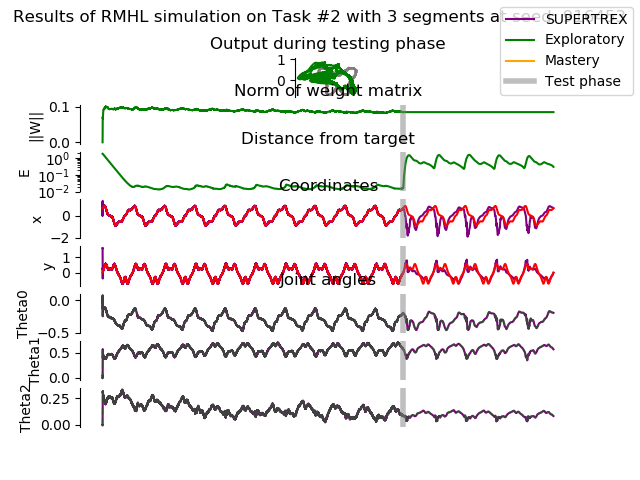 Results of RMHL simulation on Task #2 with 3 segments at
SUPERTREX
Exploratory
Mastery
Test phase
Output during testing phase
1
0
Norm of weight matrix
0.1
0.0
||W||
Distance from target
10⁰
10⁻¹
10⁻²
E
Coordinates
0
−2
x
1
0
y
Joint angles
0.0
−0.5
Theta0
0.5
0.0
Theta1
0.25
0.00
Theta2